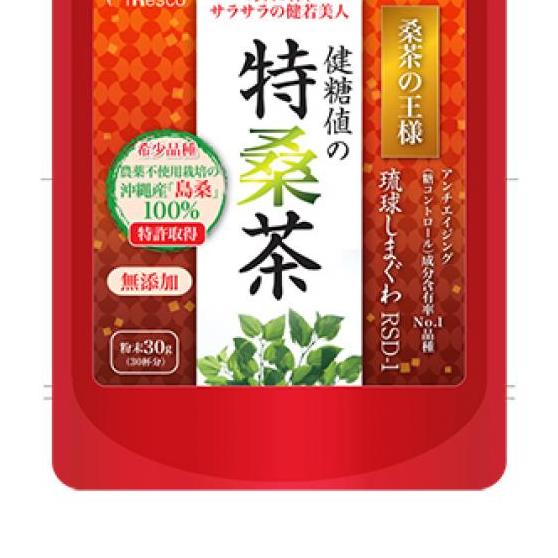 サラサラの健若美人
桑茶の王様
健糖値の
特桑茶
アンチエイジング
(糖コントロール)成分含有率
No.1品種
琉球しまぐわ RSD-1
希少品種
農薬不使用栽培の
沖縄産「島桑」
100%
特許取得
無添加
粉末30g
(30杯分)